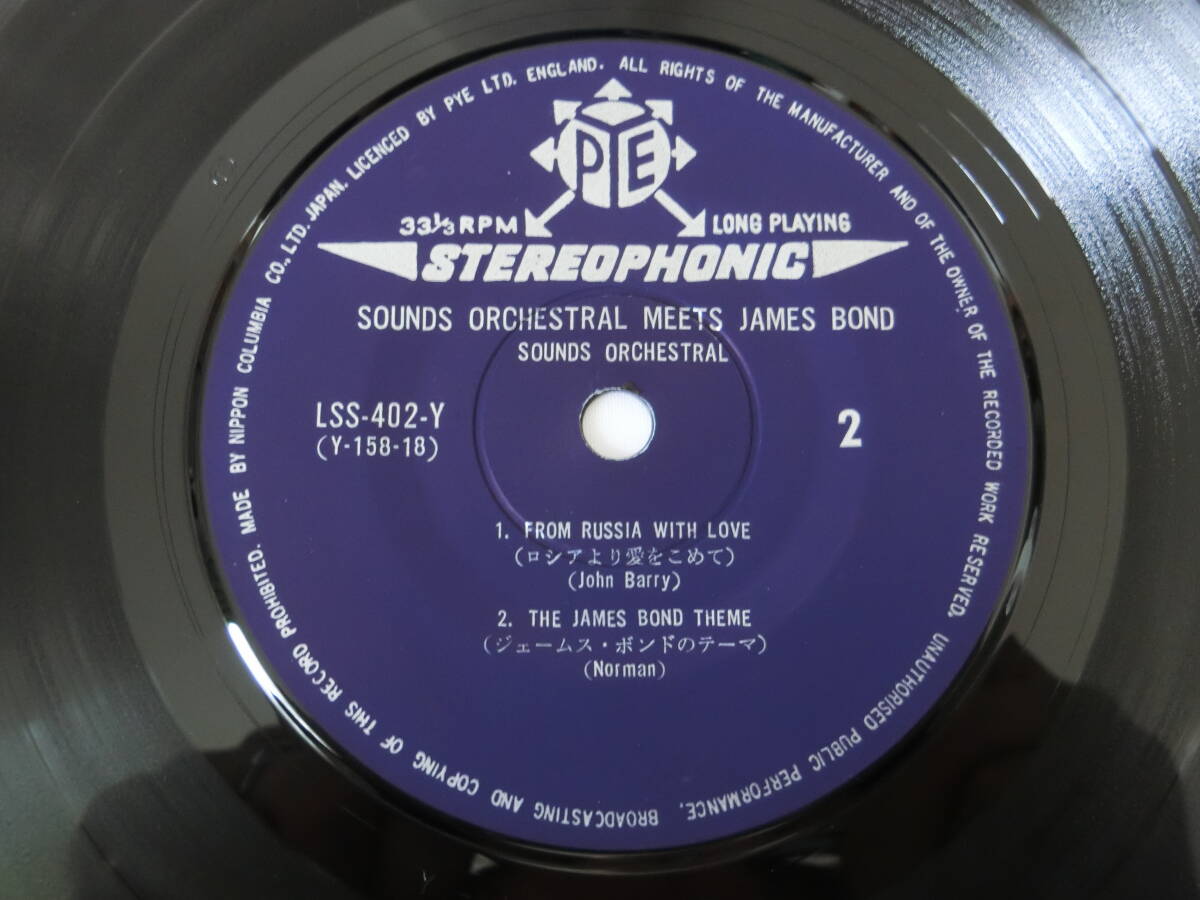 PYE
33⅓ RPM
LONG PLAYING
STEREOPHONIC
SOUNDS ORCHESTRAL MEETS JAMES BOND
SOUNDS ORCHESTRAL
LSS-402-Y
(Y-158-18)
2
1. FROM RUSSIA WITH LOVE
(ロシアより愛をこめて)
(John Barry)
2. THE JAMES BOND THEME
(ジェームス・ボンドのテーマ)
(Norman)
MADE BY NIPPON COLUMBIA CO., LTD. JAPAN. LICENCED BY PYE LTD. ENGLAND. ALL RIGHTS OF THE MANUFACTURER AND OF THE OWNER OF THE RECORDED WORK RESERVED. UNAUTHORISED PUBLIC PERFORMANCE, BROADCASTING AND COPYING OF THIS RECORD PROHIBITED.